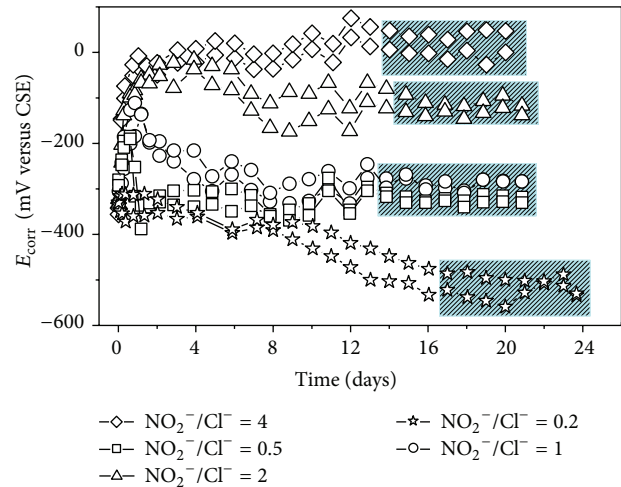 0
−200
−400
−600
E_corr (mV versus CSE)
0 4 8 12 16 20 24
Time (days)
NO₂⁻/Cl⁻ = 4
NO₂⁻/Cl⁻ = 0.2
NO₂⁻/Cl⁻ = 0.5
NO₂⁻/Cl⁻ = 1
NO₂⁻/Cl⁻ = 2